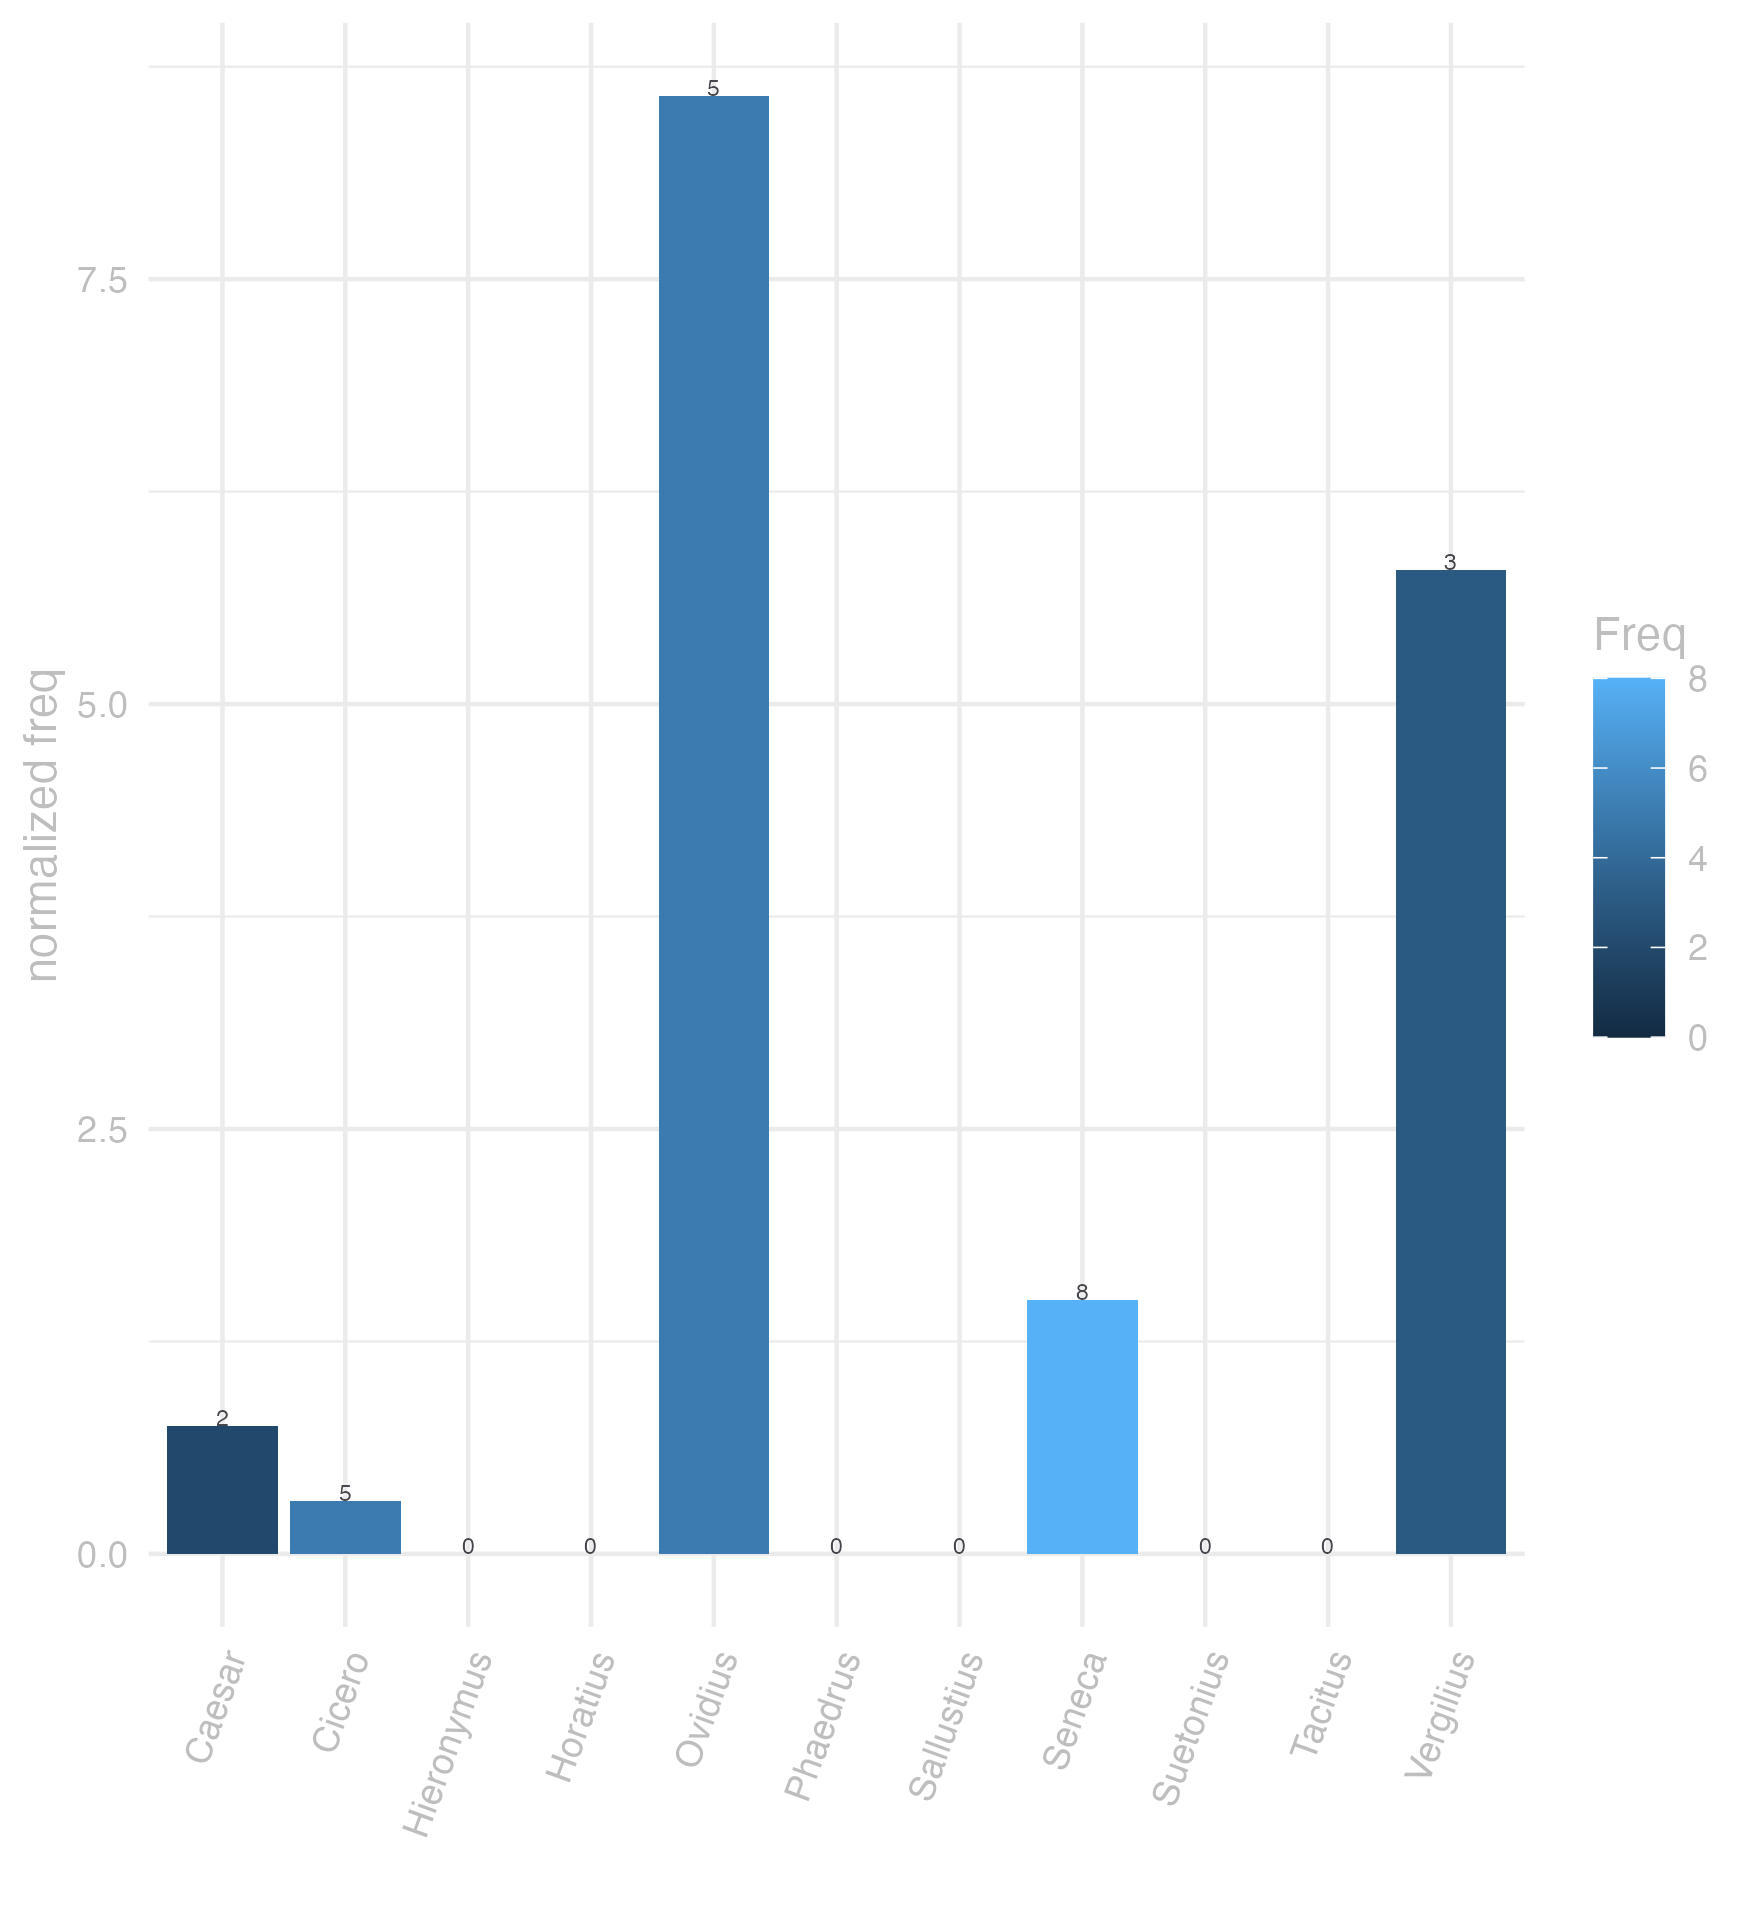 5
7.5
3
Freq
8
6
5.0
normalized freq
4
2
0
2.5
8
2
5
0
0
0
0
0
0
0.0
Caesar
Cicero
Hieronymus
Horatius
Ovidius
Phaedrus
Sallustius
Seneca
Suetonius
Tacitus
Vergilius